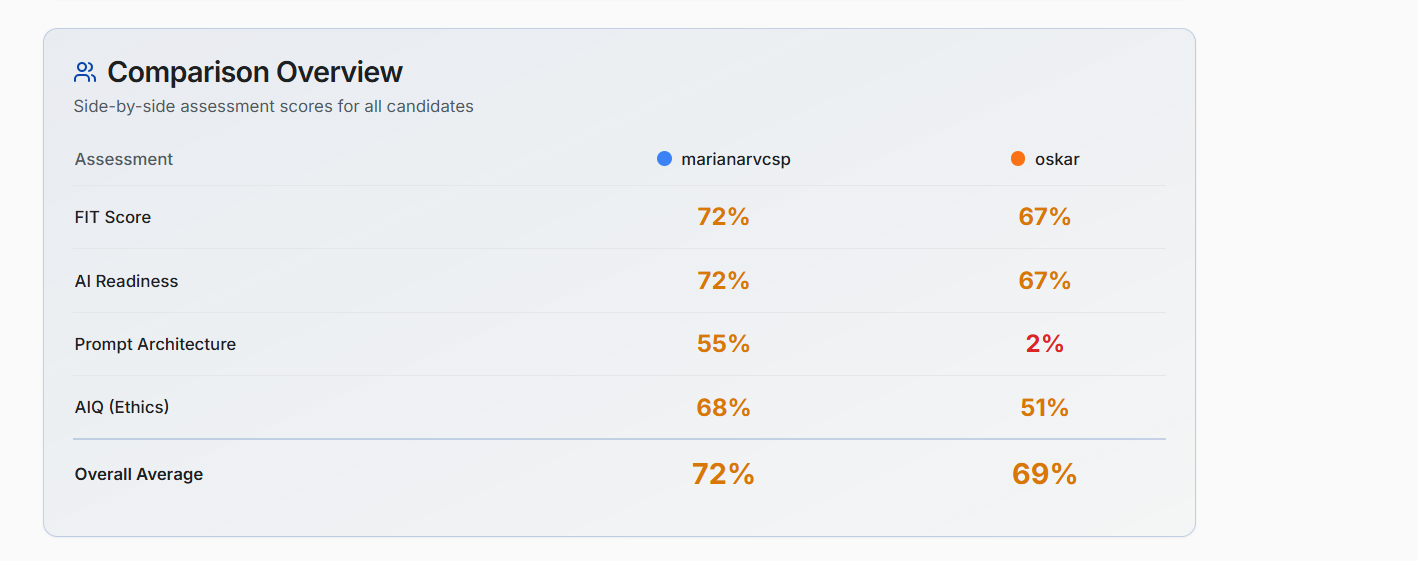 Comparison Overview
Side-by-side assessment scores for all candidates
Assessment marianarvcsp oskar
FIT Score 72% 67%
AI Readiness 72% 67%
Prompt Architecture 55% 2%
AIQ (Ethics) 68% 51%
Overall Average 72% 69%